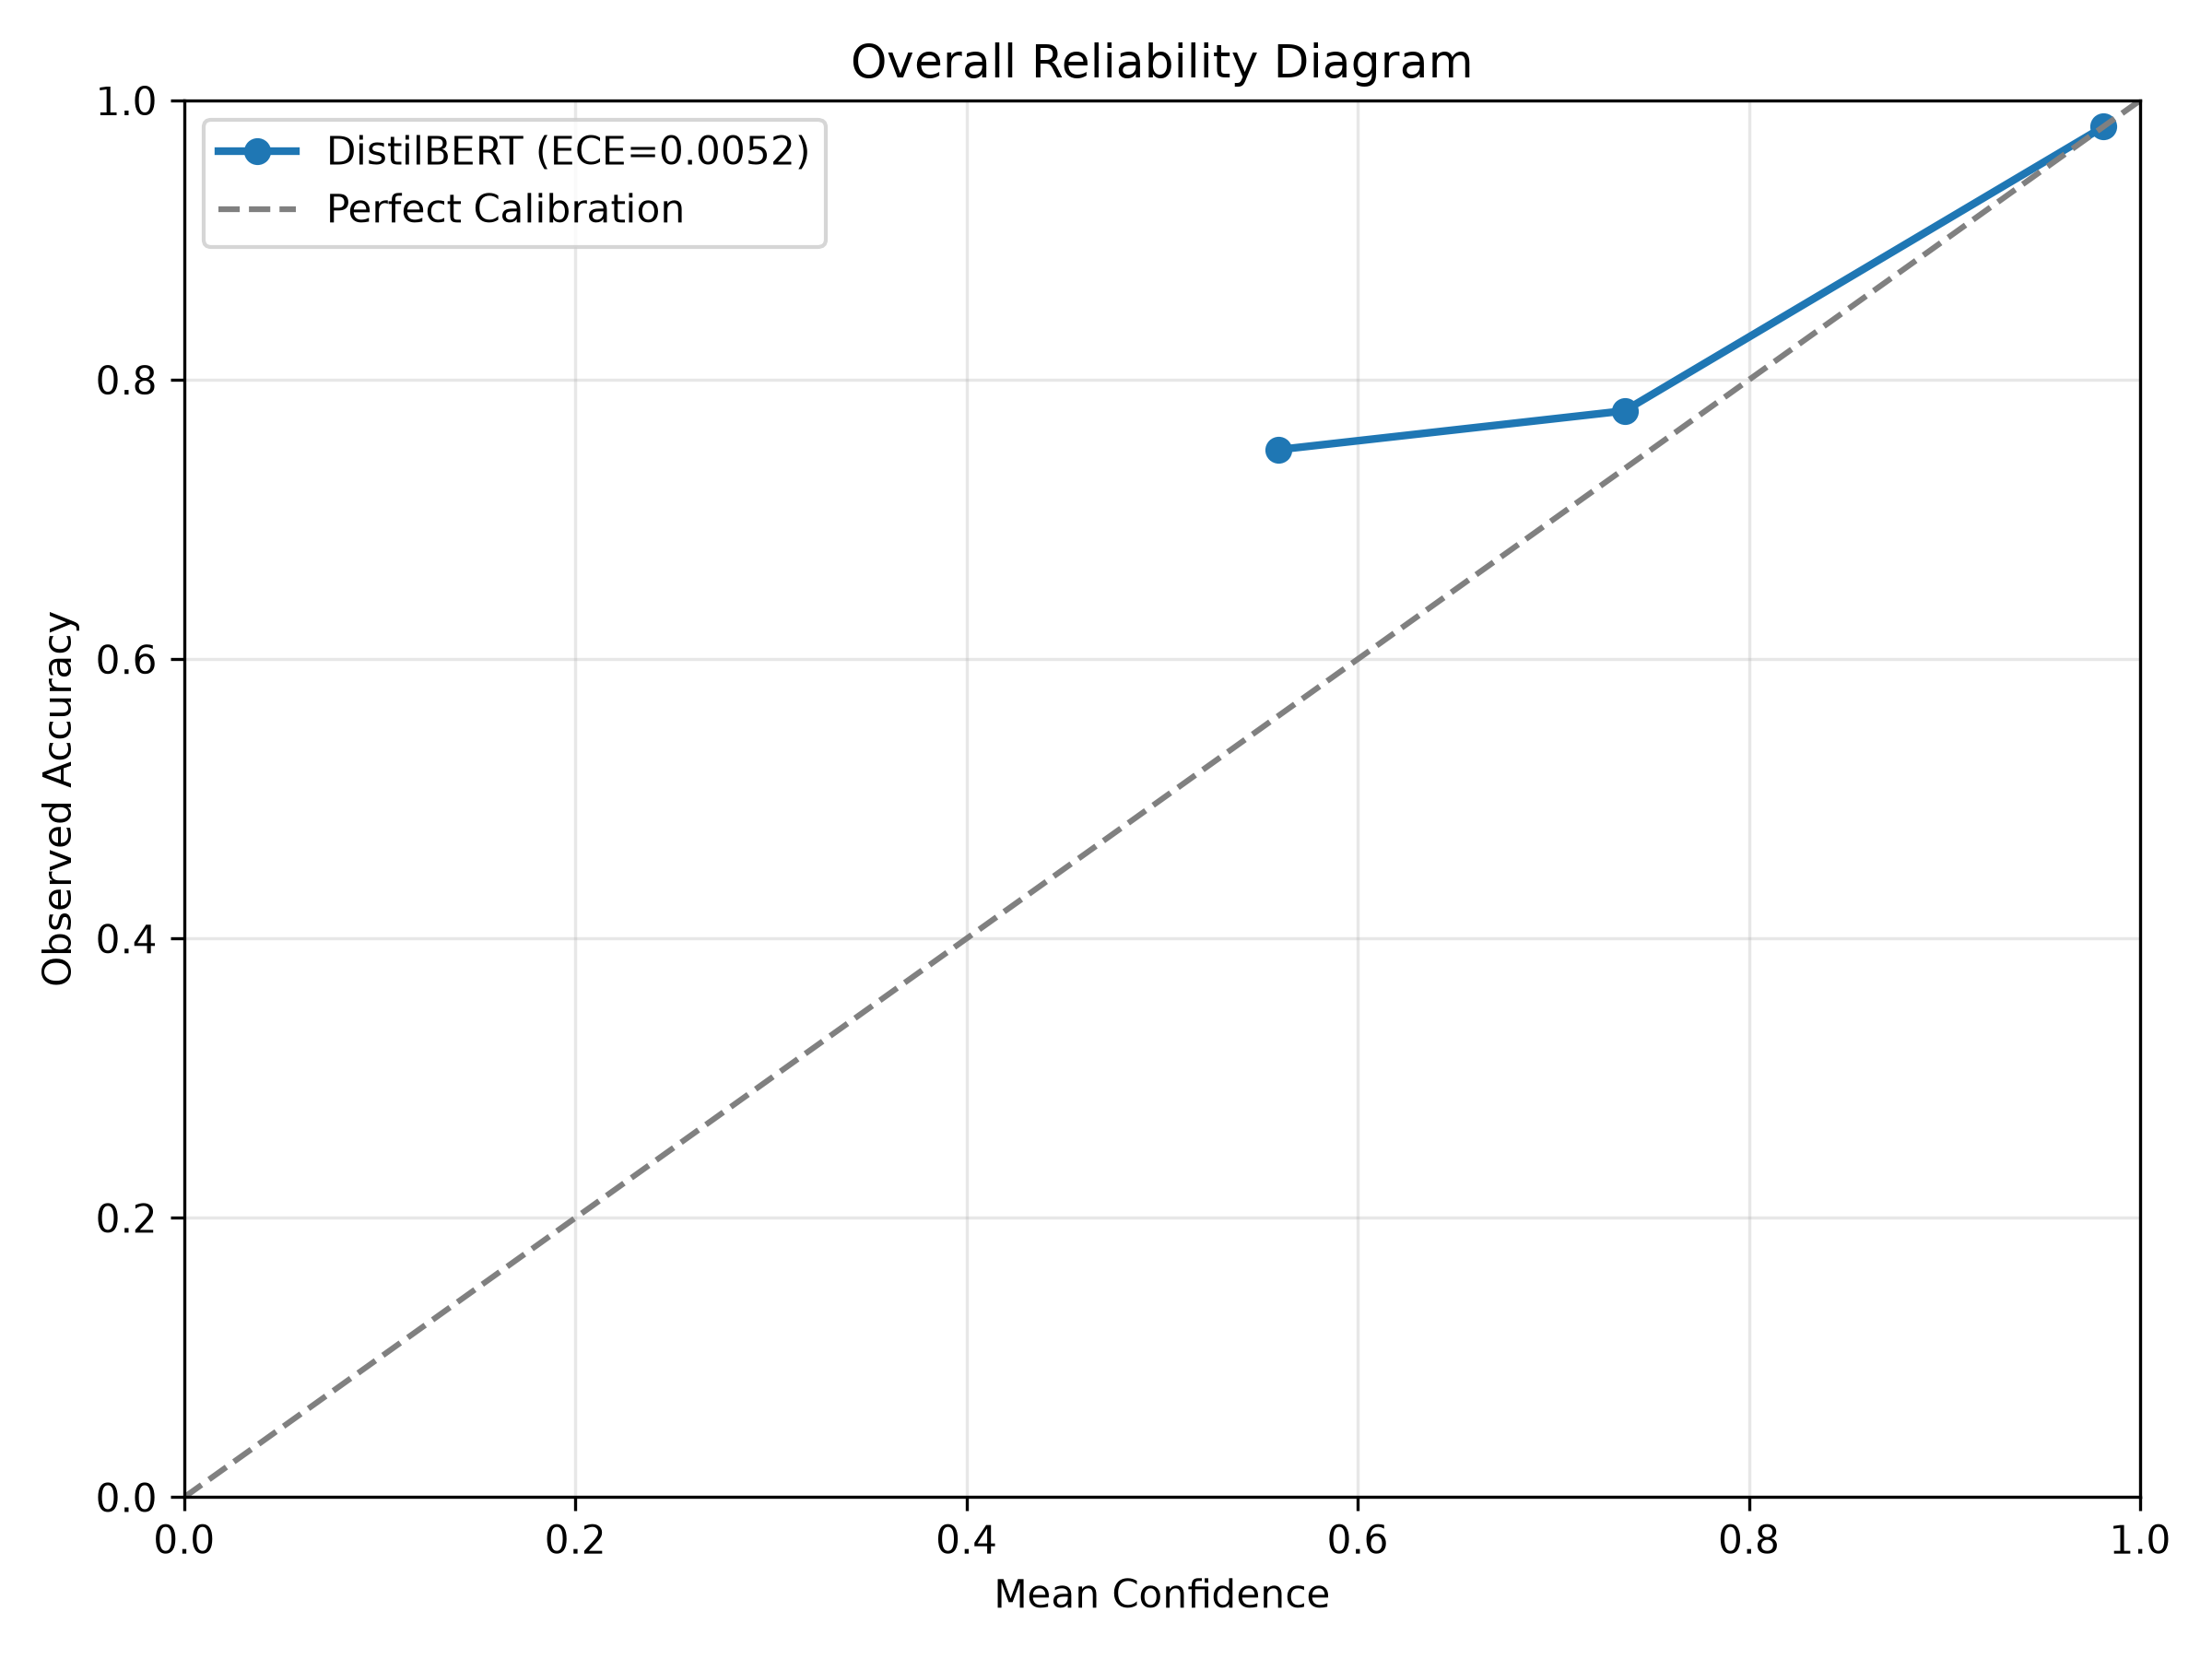 Overall Reliability Diagram
DistilBERT (ECE=0.0052)
Perfect Calibration
1.0
0.8
0.6
0.4
0.2
0.0
Observed Accuracy
0.0 0.2 0.4 0.6 0.8 1.0
Mean Confidence